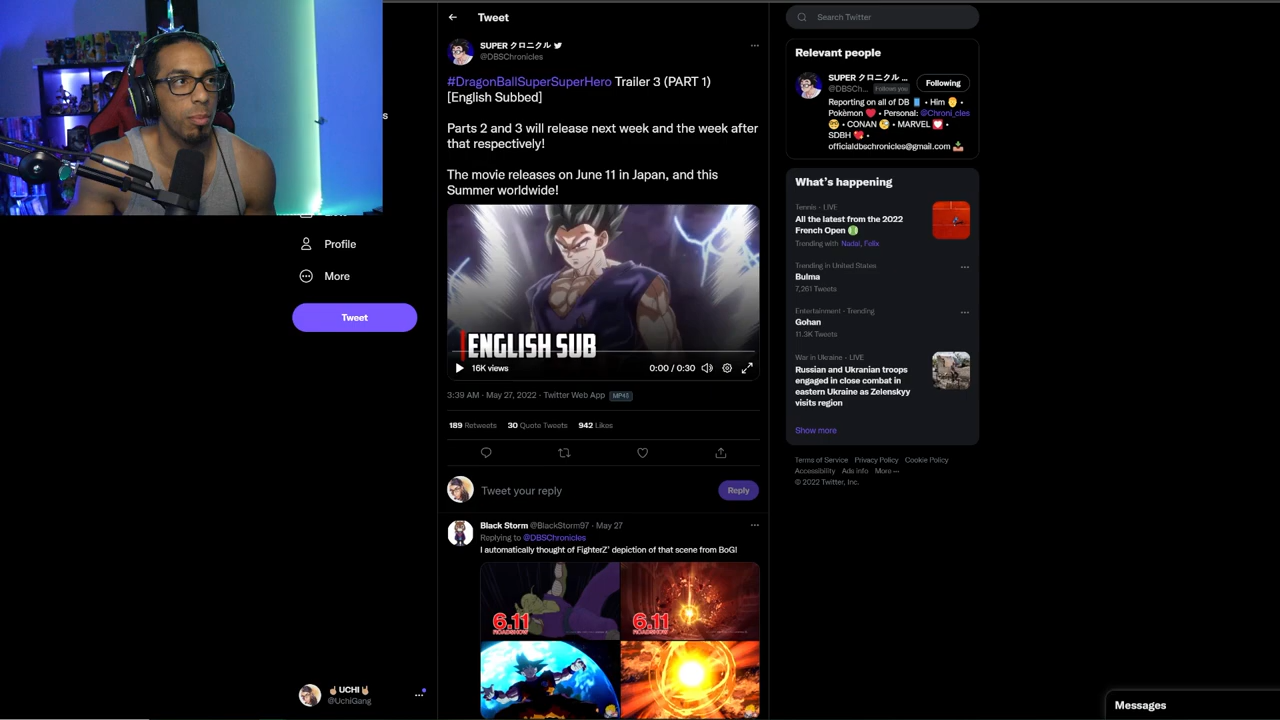 Tweet
SUPER クロニクル
@DBSChronicles
#DragonBallSuperSuperHero Trailer 3 (PART 1)
[English Subbed]
Parts 2 and 3 will release next week and the week after
that respectively!
The movie releases on June 11 in Japan, and this
Summer worldwide!
ENGLISH SUB
16K views
0:00 / 0:30
3:39 AM · May 27, 2022 · Twitter Web App MP4
189 Retweets 30 Quote Tweets 942 Likes
Tweet your reply
Reply
Black Storm @BlackStorm97 · May 27
Replying to @DBSChronicles
I automatically thought of FighterZ' depiction of that scene from BoG!
6.11
ROADSHOW
6.11
ROADSHOW
s
Profile
More
Tweet
UCHI
@UchiGang
Search Twitter
Relevant people
SUPER クロニクル ...
@DBSCh... Follows you
Following
Reporting on all of DB • Him •
Pokèmon • Personal: @Chroni_cles
• CONAN • MARVEL •
SDBH •
officialdbschronicles@gmail.com
What's happening
Tennis · LIVE
All the latest from the 2022
French Open
Trending with Nadal, Felix
Trending in United States
Bulma
7,261 Tweets
Entertainment · Trending
Gohan
11.3K Tweets
War in Ukraine · LIVE
Russian and Ukrainian troops
engaged in close combat in
eastern Ukraine as Zelenskyy
visits region
Show more
Terms of Service Privacy Policy Cookie Policy
Accessibility Ads info More ···
© 2022 Twitter, Inc.
Messages